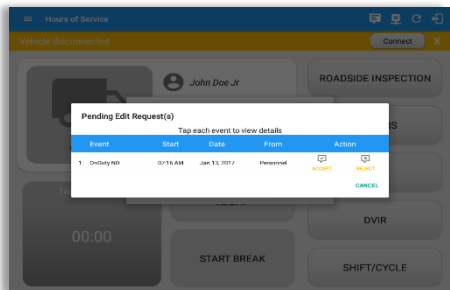 Hours of Service
Vehicle disconnected
Connect X
John Doe Jr
ROADSIDE INSPECTION
Pending Edit Request(s)
Tap each event to view details
Event Start Date From Action
1 OnDuty ND 07:16 AM Jan 13, 2017 Personnel
ACCEPT REJECT
CANCEL
00:00
START BREAK
DVIR
SHIFT/CYCLE